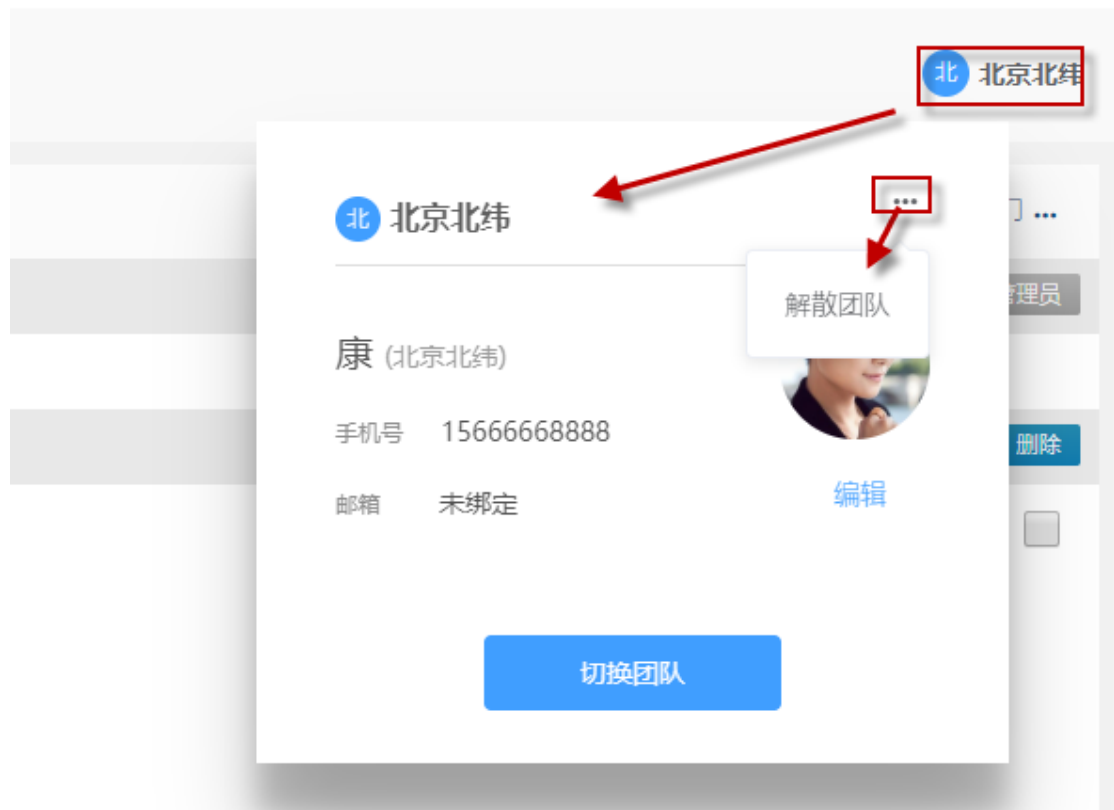 北 北京北纬
北 北京北纬 •••
...
解散团队
管理员
康 (北京北纬)
手机号 15666668888
删除
邮箱 未绑定
编辑
切换团队